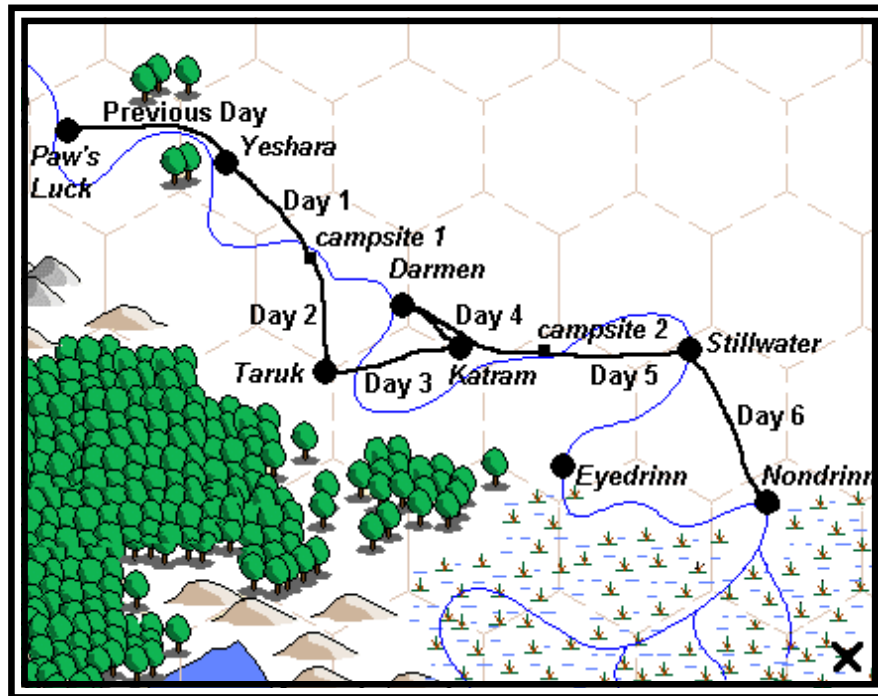 Previous Day
Paw's
Luck
Yeshara
Day 1
campsite 1
Darmen
Day 2
Day 4
campsite 2
Stillwater
Taruk
Day 3
Katram
Day 5
Day 6
Eyedrinn
Nondrinn